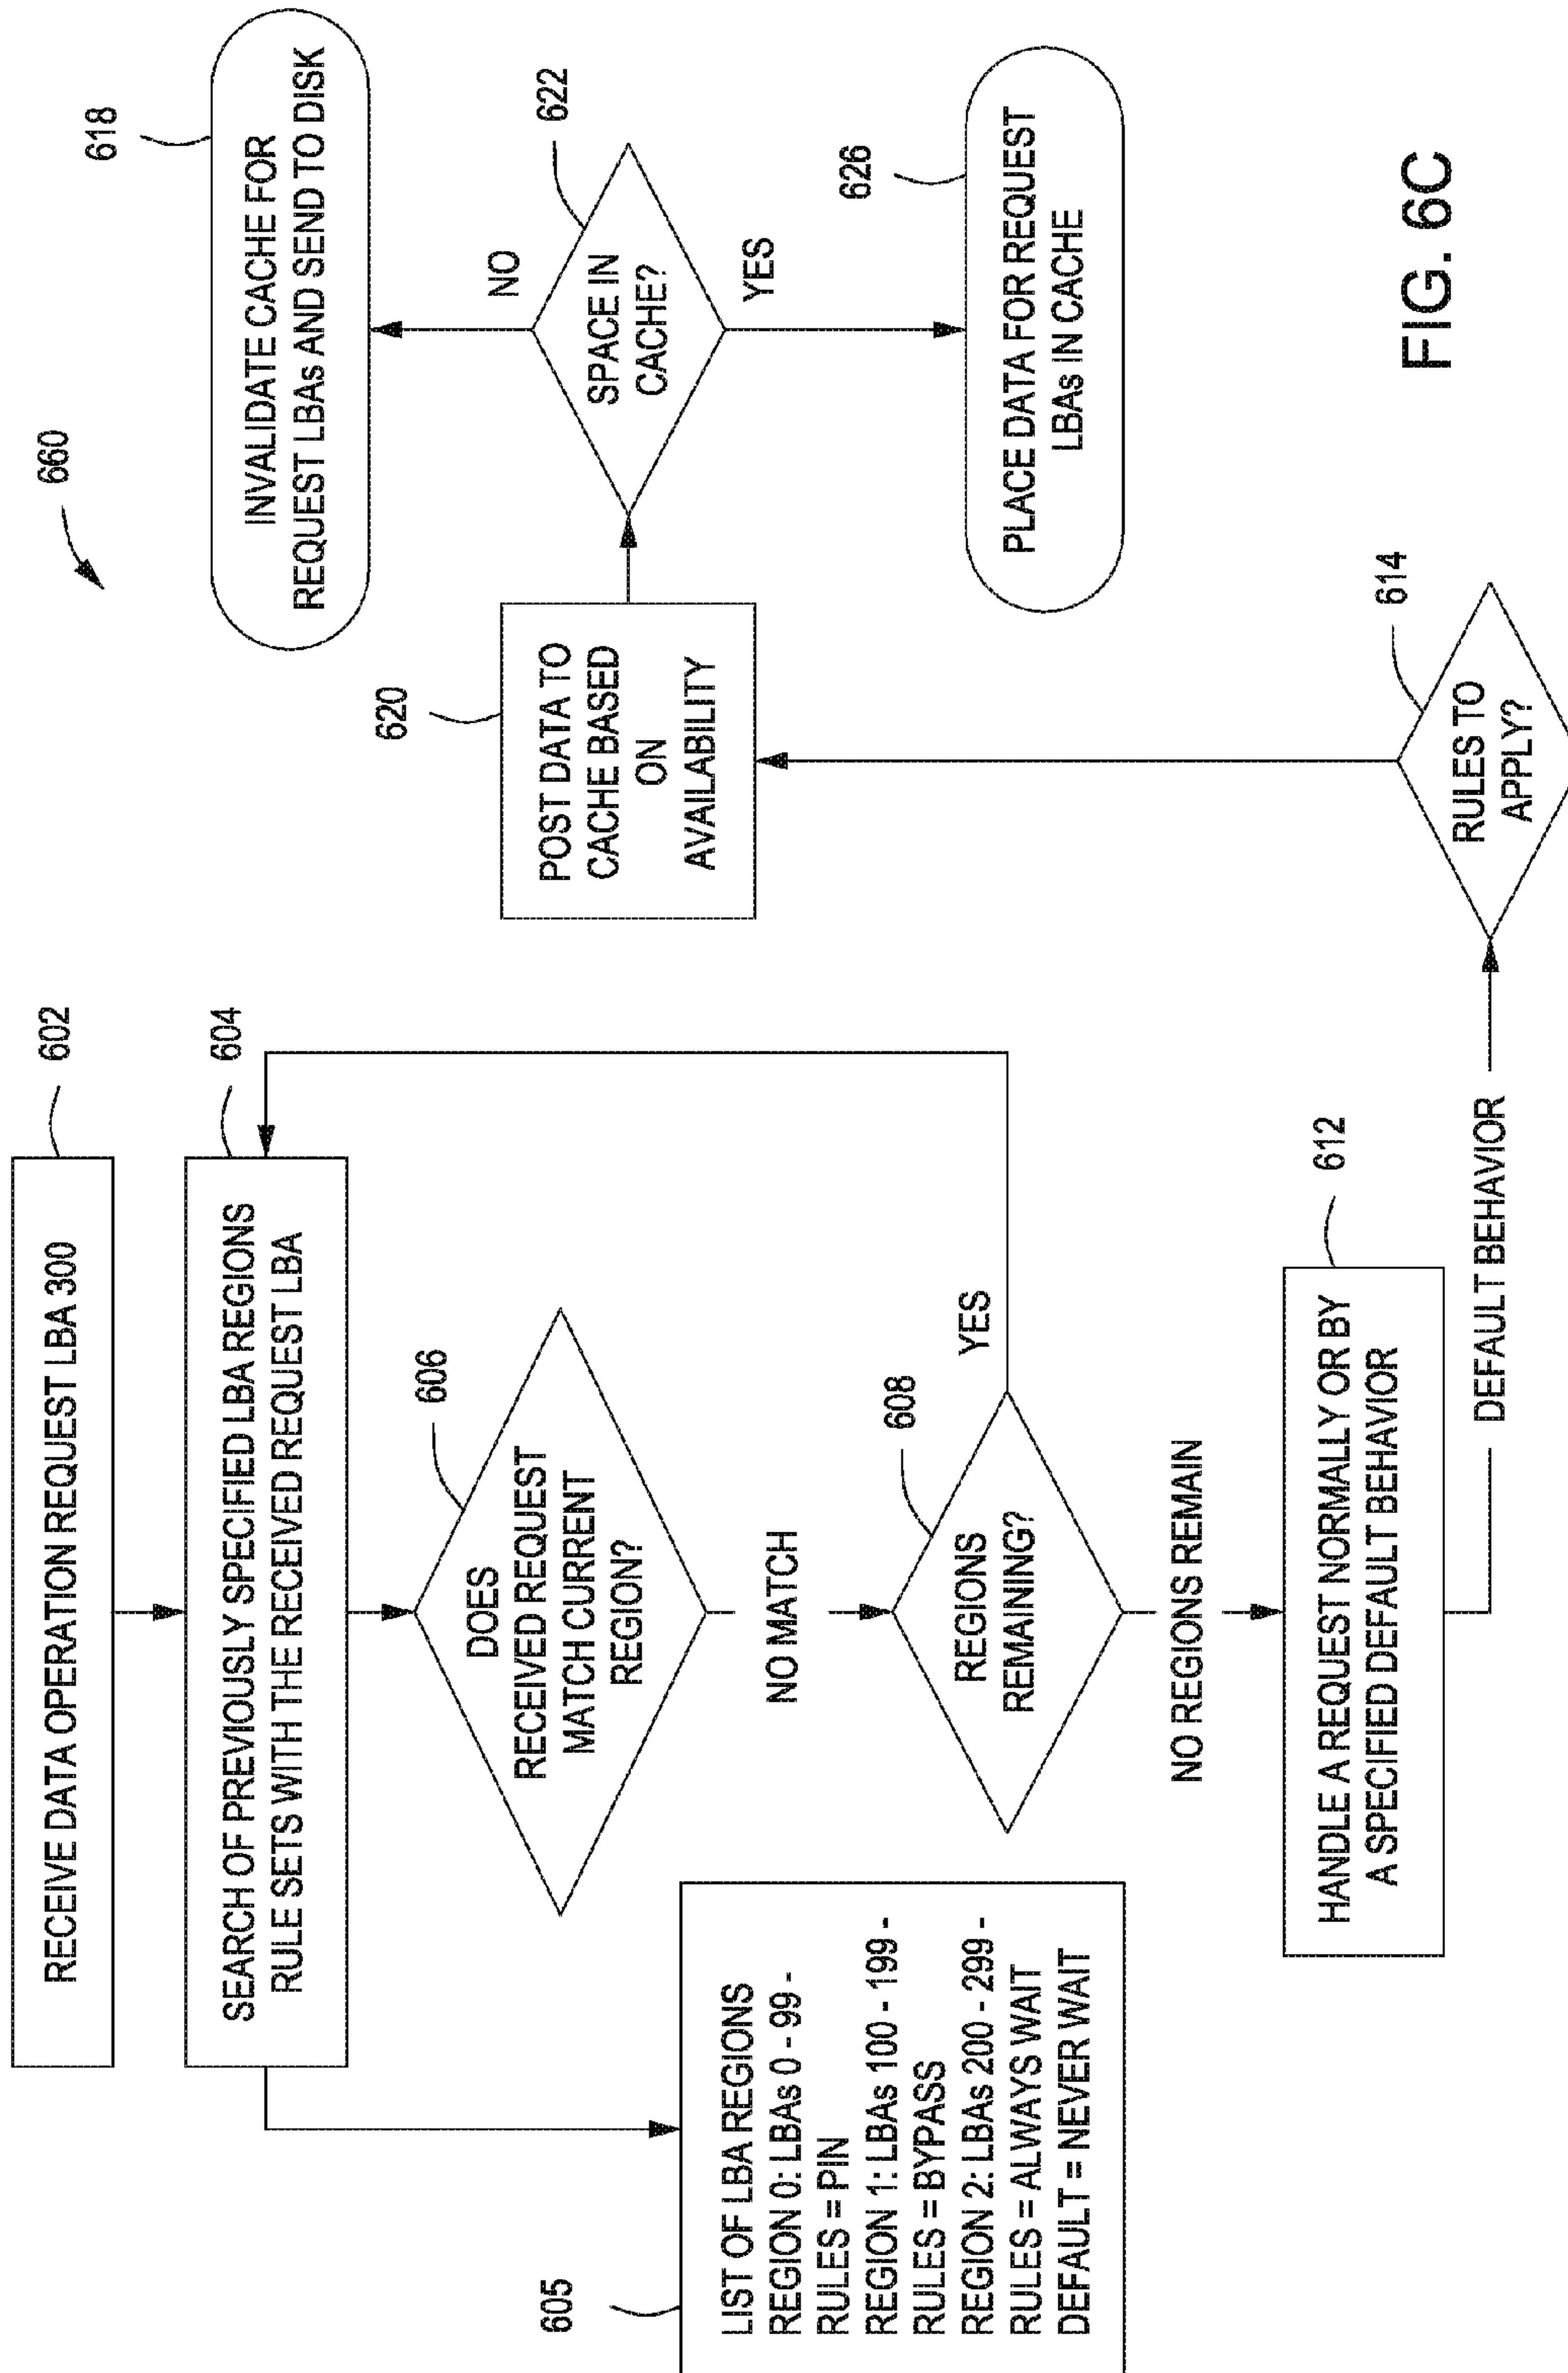 660
602
RECEIVE DATA OPERATION REQUEST LBA 300
604
SEARCH OF PREVIOUSLY SPECIFIED LBA REGIONS
RULE SETS WITH THE RECEIVED REQUEST LBA
605
LIST OF LBA REGIONS
REGION 0: LBAs 0 - 99 -
RULES = PIN
REGION 1: LBAs 100 - 199 -
RULES = BYPASS
REGION 2: LBAs 200 - 299 -
RULES = ALWAYS WAIT
DEFAULT = NEVER WAIT
606
DOES
RECEIVED REQUEST
MATCH CURRENT
REGION?
NO MATCH
608
REGIONS
REMAINING?
YES
NO REGIONS REMAIN
612
HANDLE A REQUEST NORMALLY OR BY
A SPECIFIED DEFAULT BEHAVIOR
DEFAULT BEHAVIOR
614
RULES TO
APPLY?
620
POST DATA TO
CACHE BASED
ON
AVAILABILITY
622
SPACE IN
CACHE?
NO
YES
618
INVALIDATE CACHE FOR
REQUEST LBAs AND SEND TO DISK
626
PLACE DATA FOR REQUEST
LBAs IN CACHE
FIG. 6C